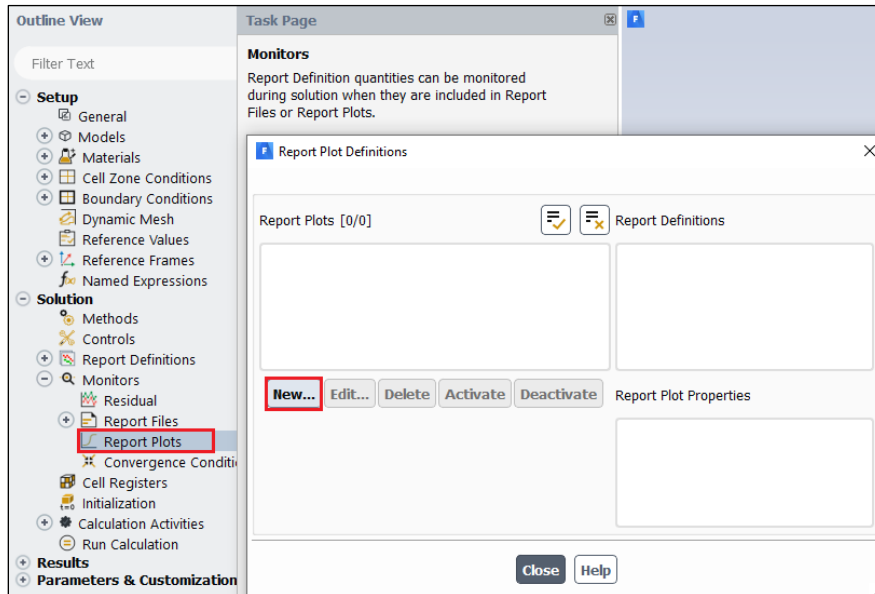 Outline View
Filter Text
Setup
General
Models
Materials
Cell Zone Conditions
Boundary Conditions
Dynamic Mesh
Reference Values
Reference Frames
Named Expressions
Solution
Methods
Controls
Report Definitions
Monitors
Residual
Report Files
Report Plots
Convergence Conditi
Cell Registers
Initialization
Calculation Activities
Run Calculation
Results
Parameters & Customization
Task Page
Monitors
Report Definition quantities can be monitored
during solution when they are included in Report
Files or Report Plots.
Report Plot Definitions
Report Plots [0/0]
Report Definitions
New... Edit... Delete Activate Deactivate
Report Plot Properties
Close Help